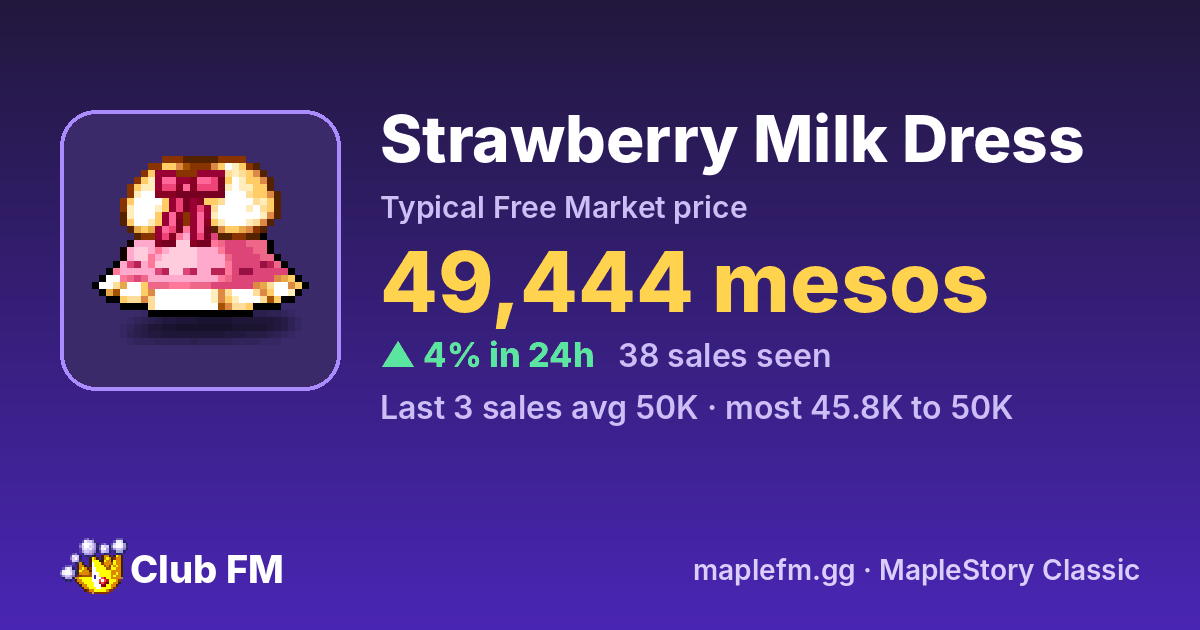 Strawberry Milk Dress
Typical Free Market price
49,444 mesos
▲ 4% in 24h 38 sales seen
Last 3 sales avg 50K · most 45.8K to 50K
Club FM
maplefm.gg · MapleStory Classic